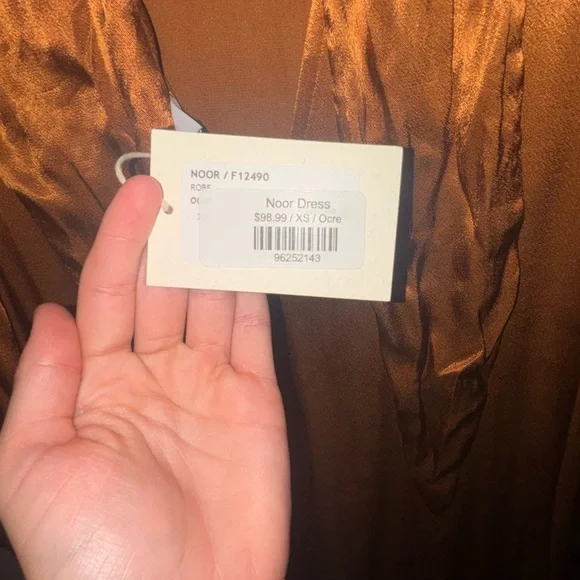 NOOR / F12490
ROBE
Noor Dress
$98.99 / XS / Ocre
96252143